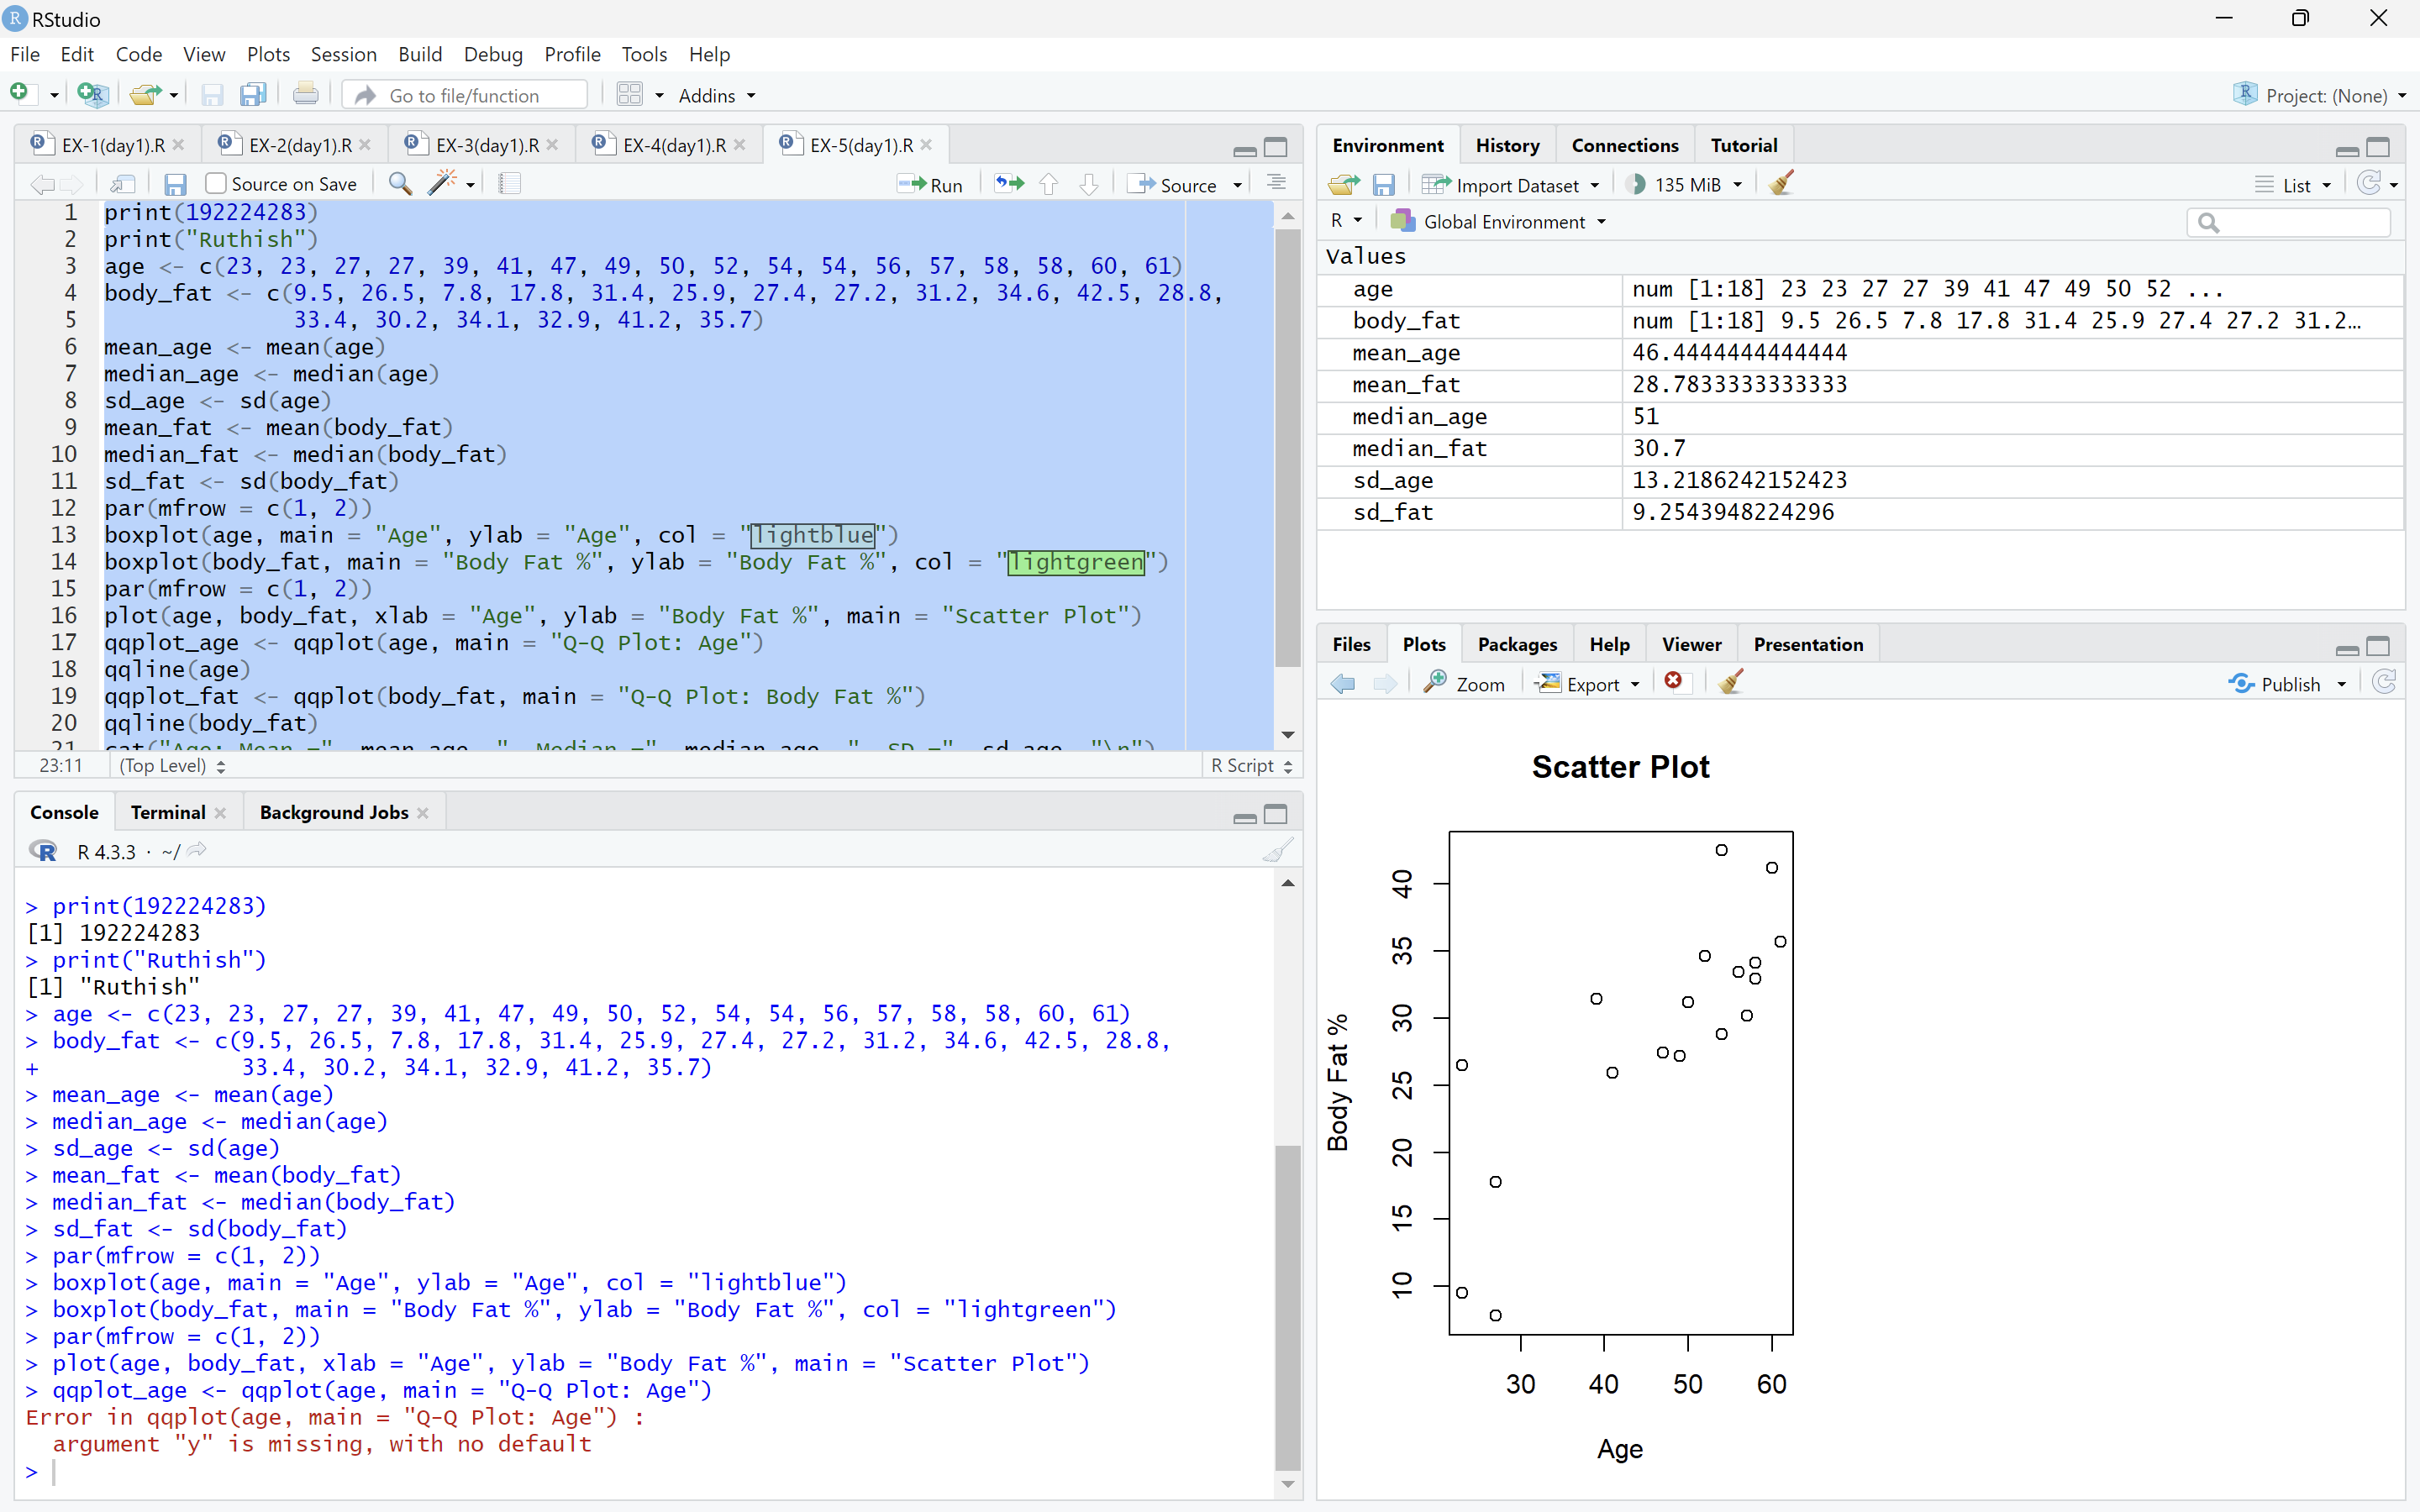 RStudio
File Edit Code View Plots Session Build Debug Profile Tools Help
Go to file/function Addins Project: (None)
EX-1(day1).R EX-2(day1).R EX-3(day1).R EX-4(day1).R EX-5(day1).R
Source on Save Run Source
1 print(192224283)
2 print("Ruthish")
3 age <- c(23, 23, 27, 27, 39, 41, 47, 49, 50, 52, 54, 54, 56, 57, 58, 58, 60, 61)
4 body_fat <- c(9.5, 26.5, 7.8, 17.8, 31.4, 25.9, 27.4, 27.2, 31.2, 34.6, 42.5, 28.8,
5 33.4, 30.2, 34.1, 32.9, 41.2, 35.7)
6 mean_age <- mean(age)
7 median_age <- median(age)
8 sd_age <- sd(age)
9 mean_fat <- mean(body_fat)
10 median_fat <- median(body_fat)
11 sd_fat <- sd(body_fat)
12 par(mfrow = c(1, 2))
13 boxplot(age, main = "Age", ylab = "Age", col = "lightblue")
14 boxplot(body_fat, main = "Body Fat %", ylab = "Body Fat %", col = "lightgreen")
15 par(mfrow = c(1, 2))
16 plot(age, body_fat, xlab = "Age", ylab = "Body Fat %", main = "Scatter Plot")
17 qqplot_age <- qqplot(age, main = "Q-Q Plot: Age")
18 qqline(age)
19 qqplot_fat <- qqplot(body_fat, main = "Q-Q Plot: Body Fat %")
20 qqline(body_fat)
21 cat("Age: Mean =", mean_age, ", Median =", median_age, ", SD =", sd_age, "\n")
23:11 (Top Level) R Script
Console Terminal Background Jobs
R 4.3.3 · ~/
> print(192224283)
[1] 192224283
> print("Ruthish")
[1] "Ruthish"
> age <- c(23, 23, 27, 27, 39, 41, 47, 49, 50, 52, 54, 54, 56, 57, 58, 58, 60, 61)
> body_fat <- c(9.5, 26.5, 7.8, 17.8, 31.4, 25.9, 27.4, 27.2, 31.2, 34.6, 42.5, 28.8,
+ 33.4, 30.2, 34.1, 32.9, 41.2, 35.7)
> mean_age <- mean(age)
> median_age <- median(age)
> sd_age <- sd(age)
> mean_fat <- mean(body_fat)
> median_fat <- median(body_fat)
> sd_fat <- sd(body_fat)
> par(mfrow = c(1, 2))
> boxplot(age, main = "Age", ylab = "Age", col = "lightblue")
> boxplot(body_fat, main = "Body Fat %", ylab = "Body Fat %", col = "lightgreen")
> par(mfrow = c(1, 2))
> plot(age, body_fat, xlab = "Age", ylab = "Body Fat %", main = "Scatter Plot")
> qqplot_age <- qqplot(age, main = "Q-Q Plot: Age")
Error in qqplot(age, main = "Q-Q Plot: Age") :
argument "y" is missing, with no default
>
Environment History Connections Tutorial
Import Dataset 135 MiB List
R Global Environment
Values
age num [1:18] 23 23 27 27 39 41 47 49 50 52 ...
body_fat num [1:18] 9.5 26.5 7.8 17.8 31.4 25.9 27.4 27.2 31.2...
mean_age 46.4444444444444
mean_fat 28.7833333333333
median_age 51
median_fat 30.7
sd_age 13.2186242152423
sd_fat 9.2543948224296
Files Plots Packages Help Viewer Presentation
Zoom Export Publish
Scatter Plot
Body Fat %
40
35
30
25
20
15
10
30 40 50 60
Age